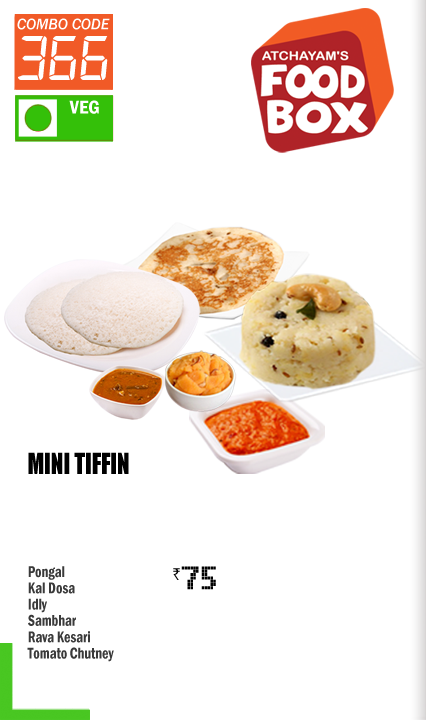 COMBO CODE
366
VEG
ATCHAYAM'S
FOOD
BOX
MINI TIFFIN
Pongal
Kal Dosa
Idly
Sambhar
Rava Kesari
Tomato Chutney
₹75